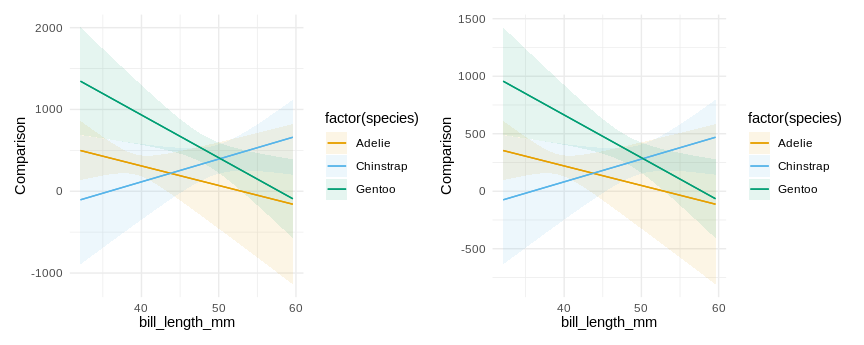 2000
1000
0
-1000
Comparison
40
50
60
bill_length_mm
factor(species)
Adelie
Chinstrap
Gentoo
1500
1000
500
0
-500
Comparison
40
50
60
bill_length_mm
factor(species)
Adelie
Chinstrap
Gentoo